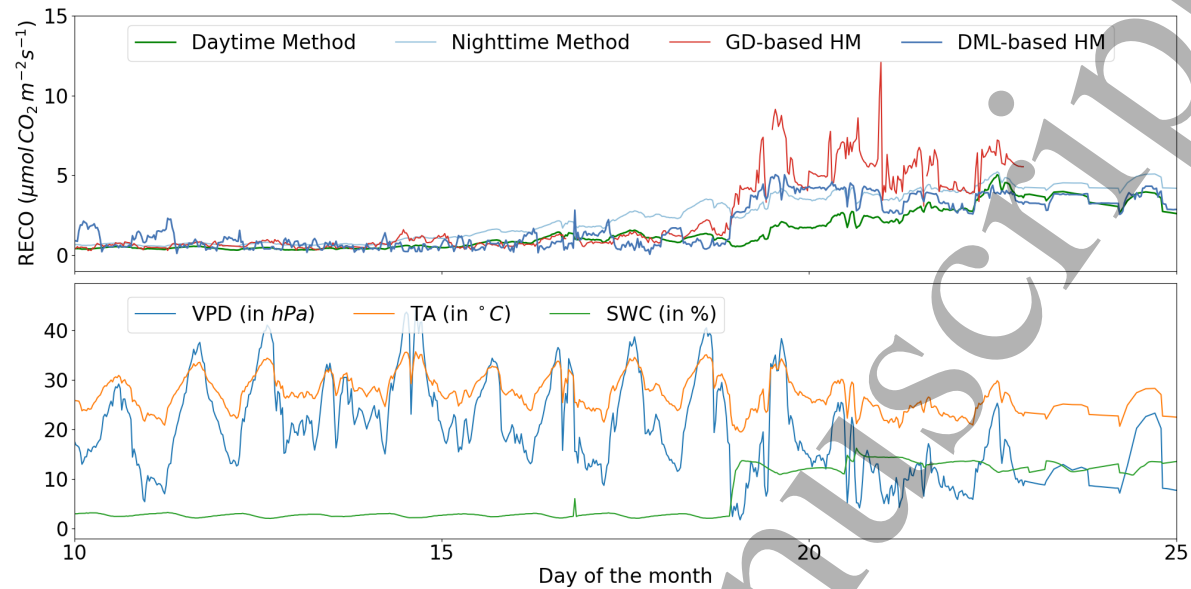 15
10
5
0
RECO (μmol CO₂ m⁻²s⁻¹)
Daytime Method Nighttime Method GD-based HM DML-based HM
40
30
20
10
0
VPD (in hPa) TA (in °C) SWC (in %)
10 15 20 25
Day of the month
nuscrip